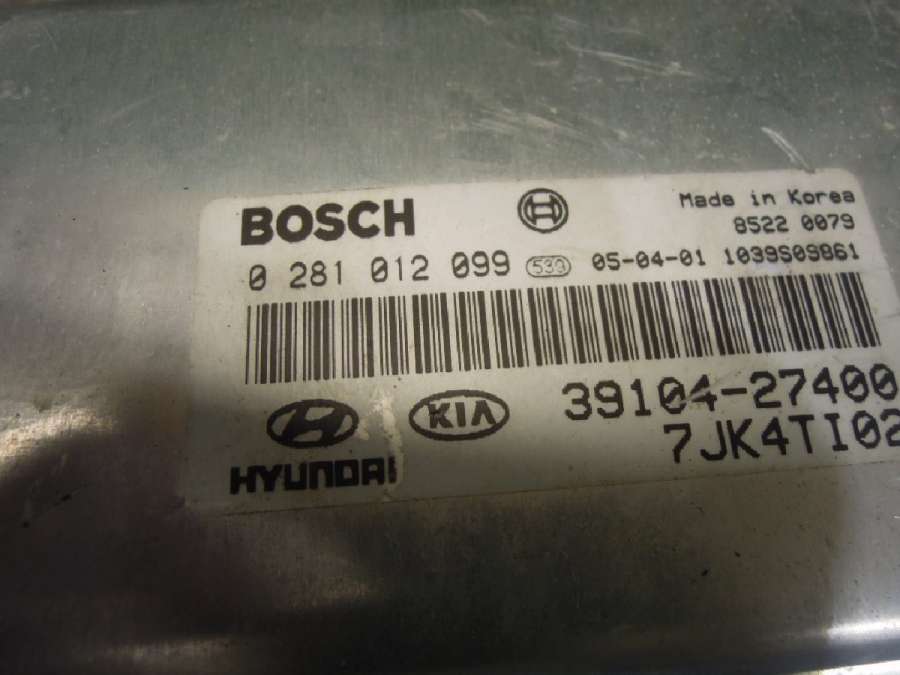 BOSCH
Made in Korea
8522 0079
0 281 012 099 539 05-04-01 1039S09861
39104-27400
KIA
HYUNDAI
7JK4TI02